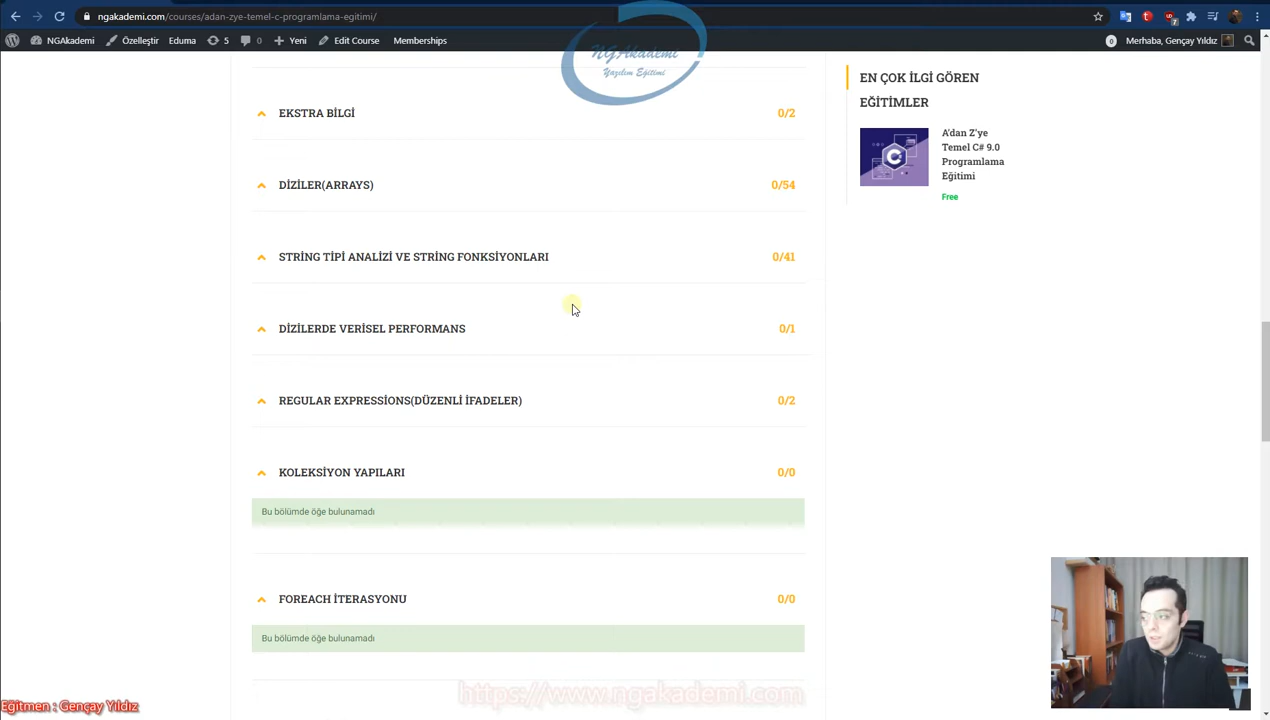 ngakademi.com/courses/adan-zye-temel-c-programlama-egitimi/
7
NGAkademi
Özelleştir
Eduma
5
0
Yeni
Edit Course
Memberships
0
Merhaba, Gençay Yıldız
NGAkademi
Yazılım Eğitimi
EKSTRA BİLGİ
0/2
DİZİLER(ARRAYS)
0/54
STRİNG TİPİ ANALİZİ VE STRİNG FONKSİYONLARI
0/41
DİZİLERDE VERİSEL PERFORMANS
0/1
REGULAR EXPRESSİONS(DÜZENLİ İFADELER)
0/2
KOLEKSİYON YAPILARI
0/0
Bu bölümde öğe bulunamadı
FOREACH İTERASYONU
0/0
Bu bölümde öğe bulunamadı
EN ÇOK İLGİ GÖREN
EĞİTİMLER
A'dan Z'ye
Temel C# 9.0
Programlama
Eğitimi
Free
https://www.ngakademi.com
Eğitmen : Gençay Yıldız